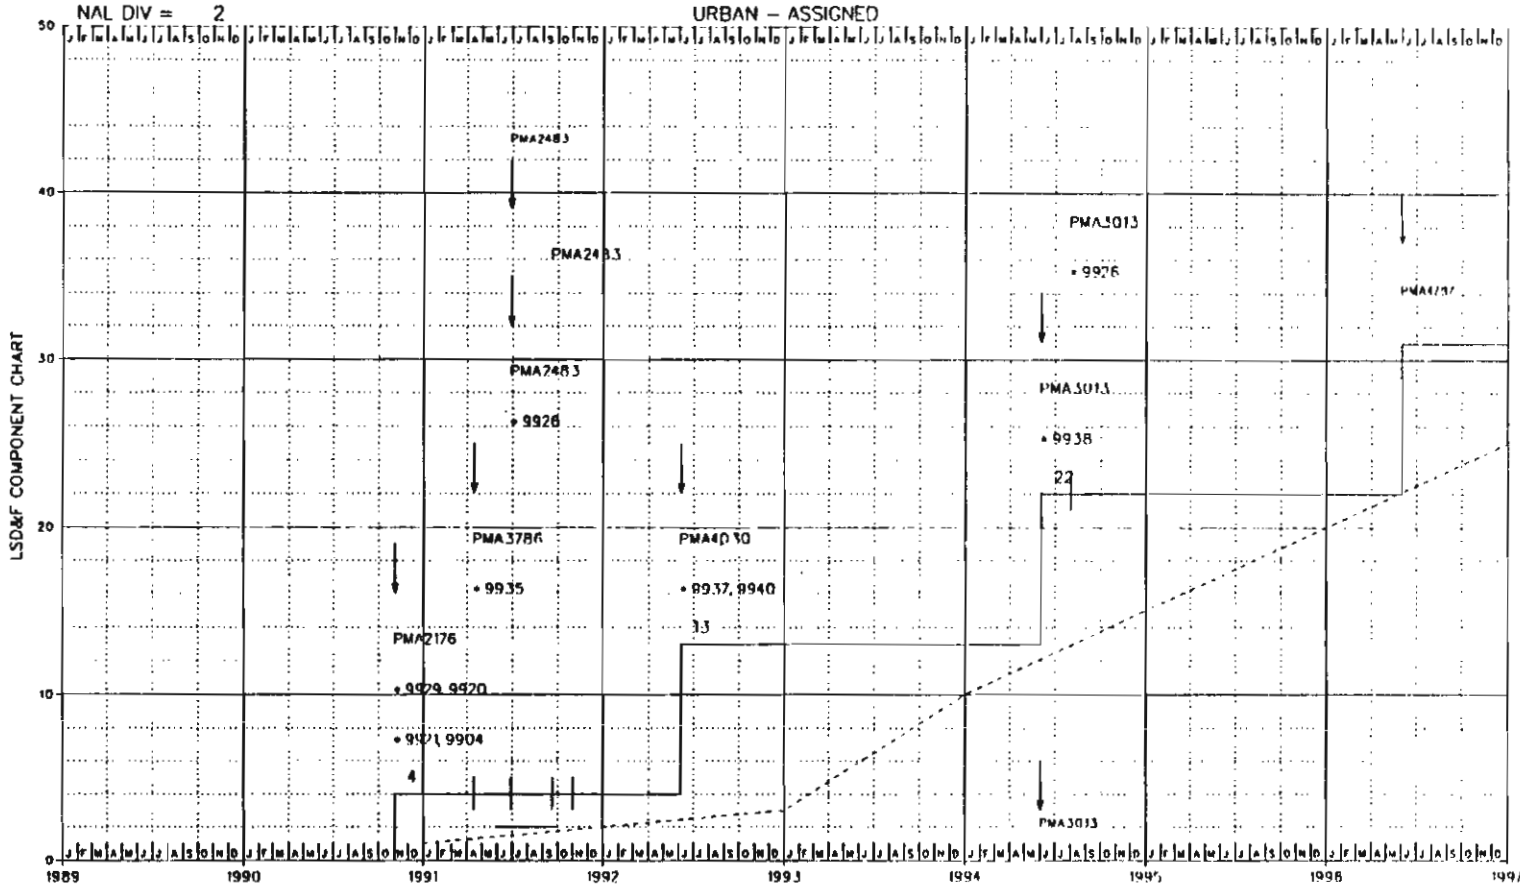 NAL DIV = 2
URBAN - ASSIGNED
50
J F M A M J J A S O N D J F M A M J J A S O N D J F M A M J J A S O N D J F M A M J J A S O N D J F M A M J J A S O N D J F M A M J J A S O N D J F M A M J J A S O N D J F M A M J J A S O N D
PMA2483
40
PMA3013
PMA2483
9926
LSD&F COMPONENT CHART
30
PMA2483
PMA3013
9926
9938
22
20
PMA3786
PMA4030
9935
9937, 9940
13
PMA2176
10
9929, 9920
9921, 9904
4
PMA3013
0
J F M A M J J A S O N D J F M A M J J A S O N D J F M A M J J A S O N D J F M A M J J A S O N D J F M A M J J A S O N D J F M A M J J A S O N D J F M A M J J A S O N D J F M A M J J A S O N D
1989 1990 1991 1992 1993 1994 1995 1996